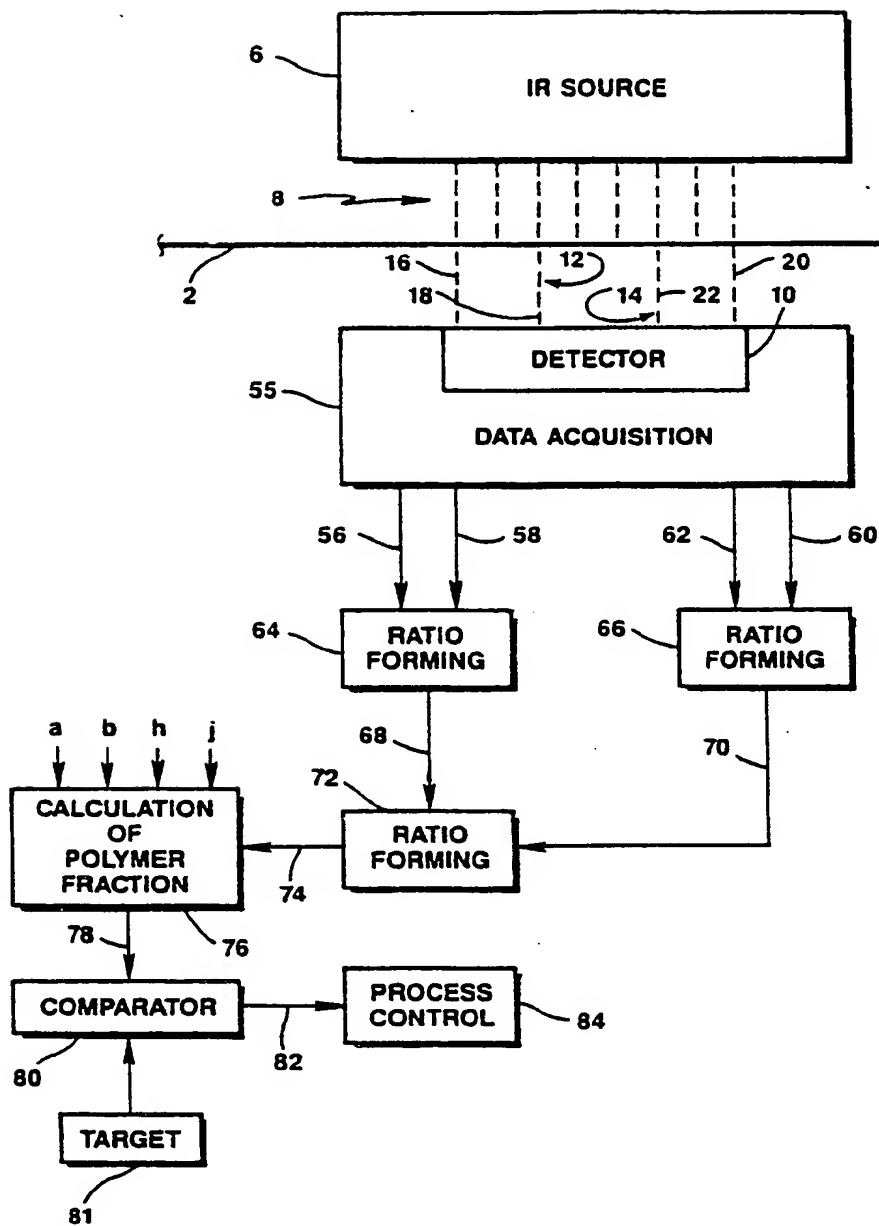 6
IR SOURCE
8
2
16
12
20
18
14
22
10
DETECTOR
55
DATA ACQUISITION
56
58
62
60
64
RATIO
FORMING
66
RATIO
FORMING
a b h j
68
70
72
CALCULATION
OF
POLYMER
FRACTION
RATIO
FORMING
74
78
76
COMPARATOR
PROCESS
CONTROL
84
80
82
TARGET
81